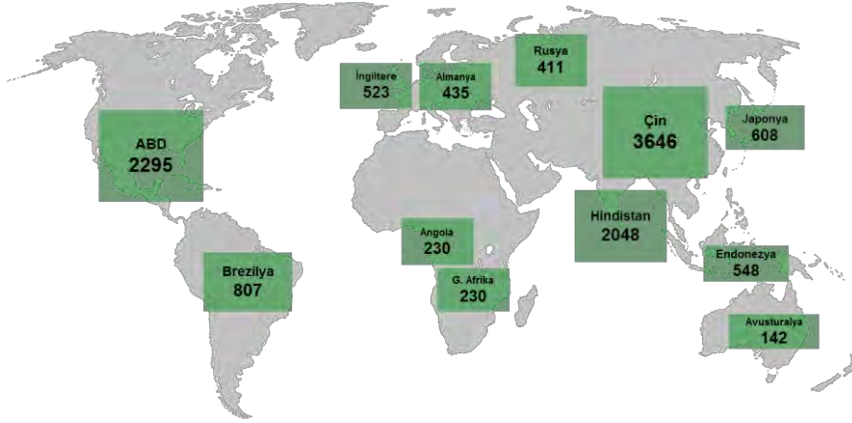 Rusya
411
İngiltere
523
Almanya
435
Çin
3646
Japonya
608
ABD
2295
Hindistan
2048
Angola
230
Endonezya
548
Brezilya
807
G. Afrika
230
Avusturalya
142